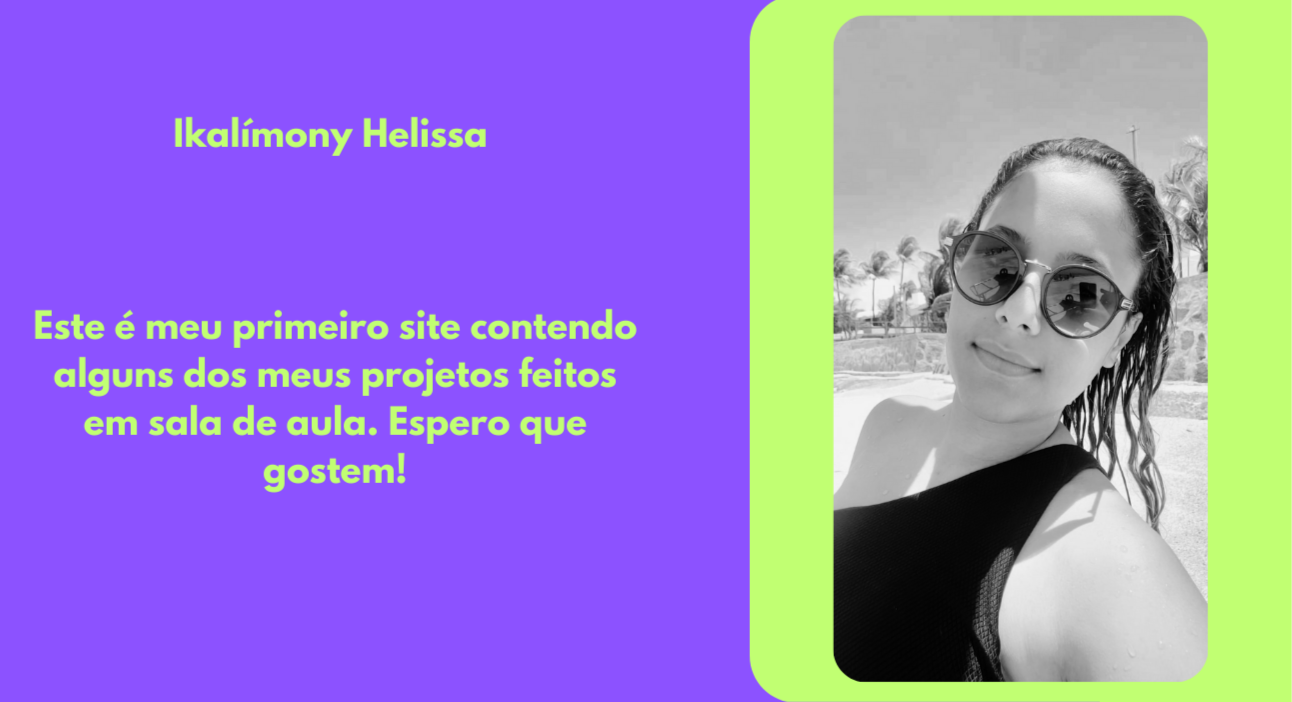 Ikalímony Helissa
Este é meu primeiro site contendo
alguns dos meus projetos feitos
em sala de aula. Espero que
gostem!